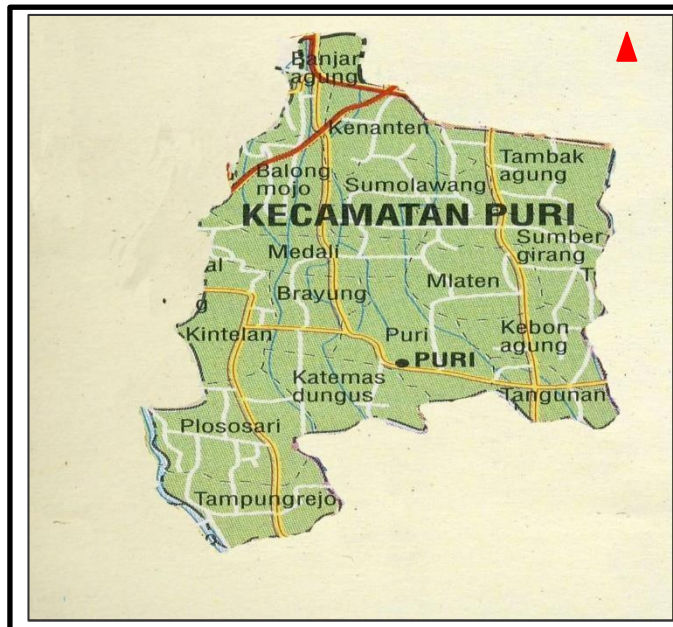 Banjar
agung
Kenanten
Balong
mojo
Tambak
agung
Sumolawang
KECAMATAN PURI
Sumber
girang
Medali
al
T
Mlaten
Brayung
g
Kintelan
Puri
Kebon
agung
PURI
Katemas
dungus
Tangunan
Plososari
Tampungrejo